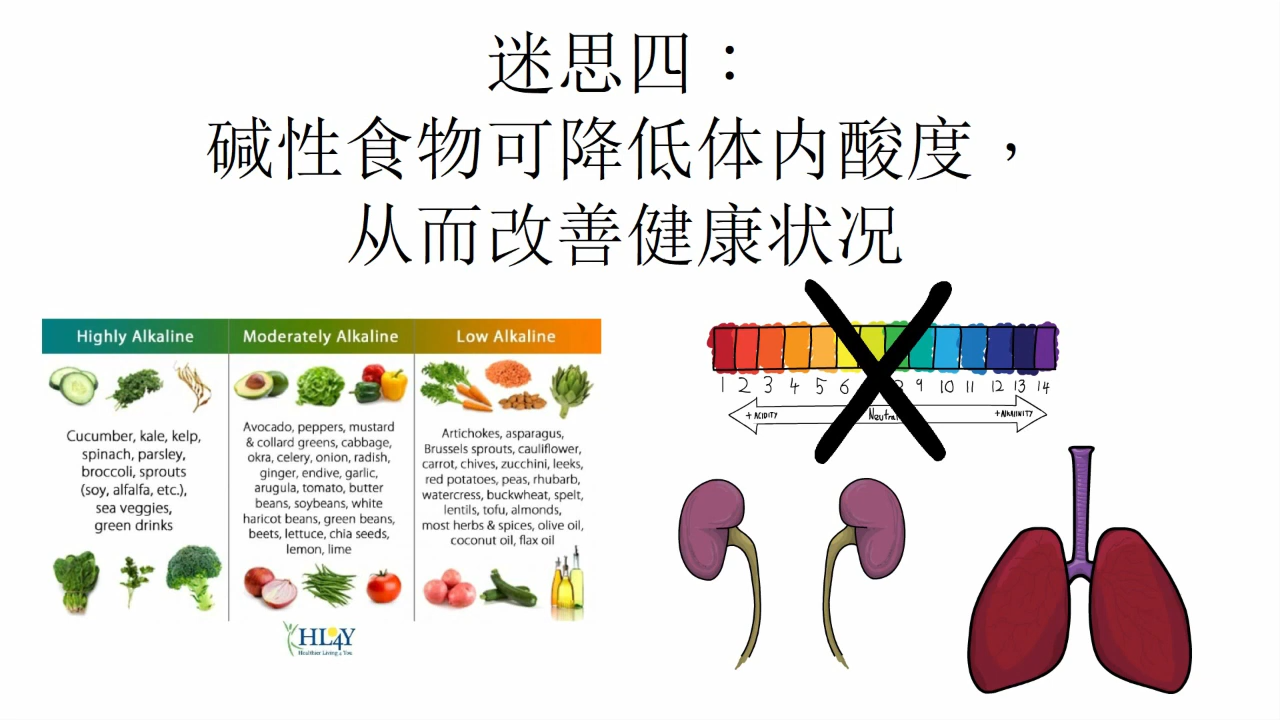 迷思四：
碱性食物可降低体内酸度，
从而改善健康状况
Highly Alkaline
Moderately Alkaline
Low Alkaline
Cucumber, kale, kelp,
spinach, parsley,
broccoli, sprouts
(soy, alfalfa, etc.),
sea veggies,
green drinks
Avocado, peppers, mustard
& collard greens, cabbage,
okra, celery, onion, radish,
ginger, endive, garlic,
arugula, tomato, butter
beans, soybeans, white
haricot beans, green beans,
beets, lettuce, chia seeds,
lemon, lime
Artichokes, asparagus,
Brussels sprouts, cauliflower,
carrot, chives, zucchini, leeks,
red potatoes, peas, rhubarb,
watercress, buckwheat, spelt,
lentils, tofu, almonds,
most herbs & spices, olive oil,
coconut oil, flax oil
HL4Y
Healthier Living 4 You
1 2 3 4 5 6 9 10 11 12 13 14
+ACIDITY Neutral +ALKALINITY